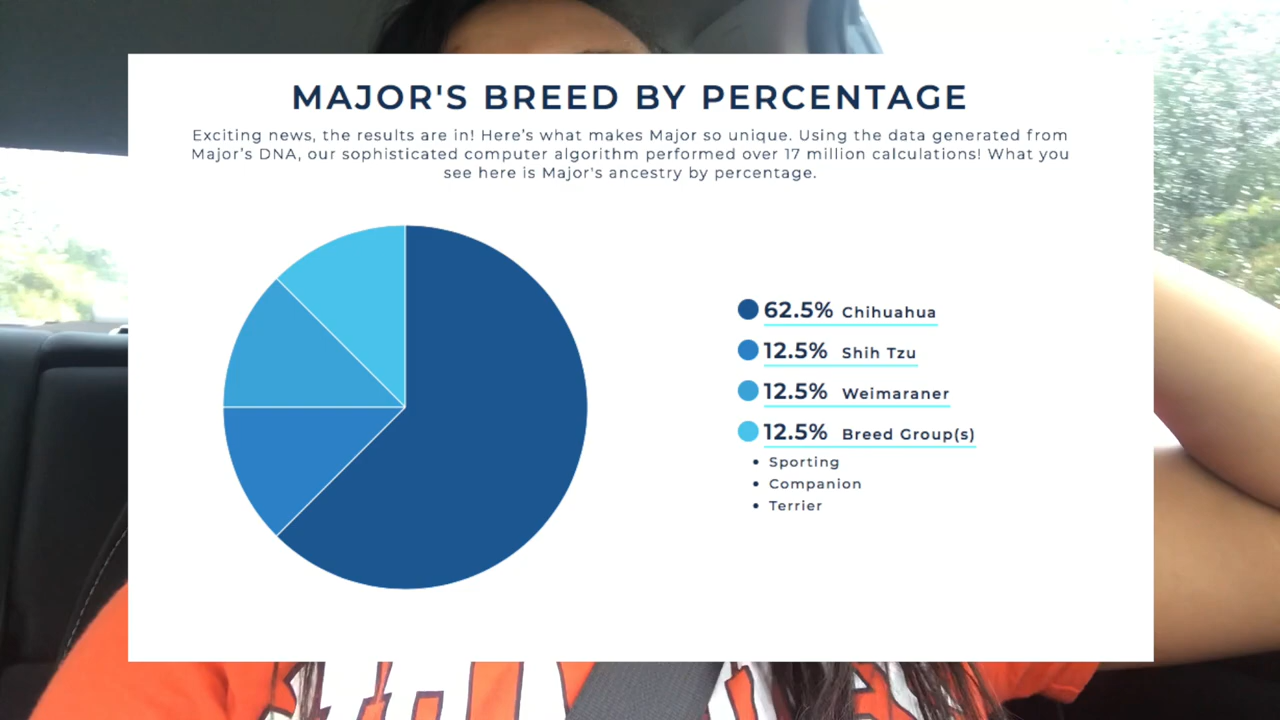 MAJOR'S BREED BY PERCENTAGE
Exciting news, the results are in! Here's what makes Major so unique. Using the data generated from
Major's DNA, our sophisticated computer algorithm performed over 17 million calculations! What you
see here is Major's ancestry by percentage.
62.5% Chihuahua
12.5% Shih Tzu
12.5% Weimaraner
12.5% Breed Group(s)
• Sporting
• Companion
• Terrier